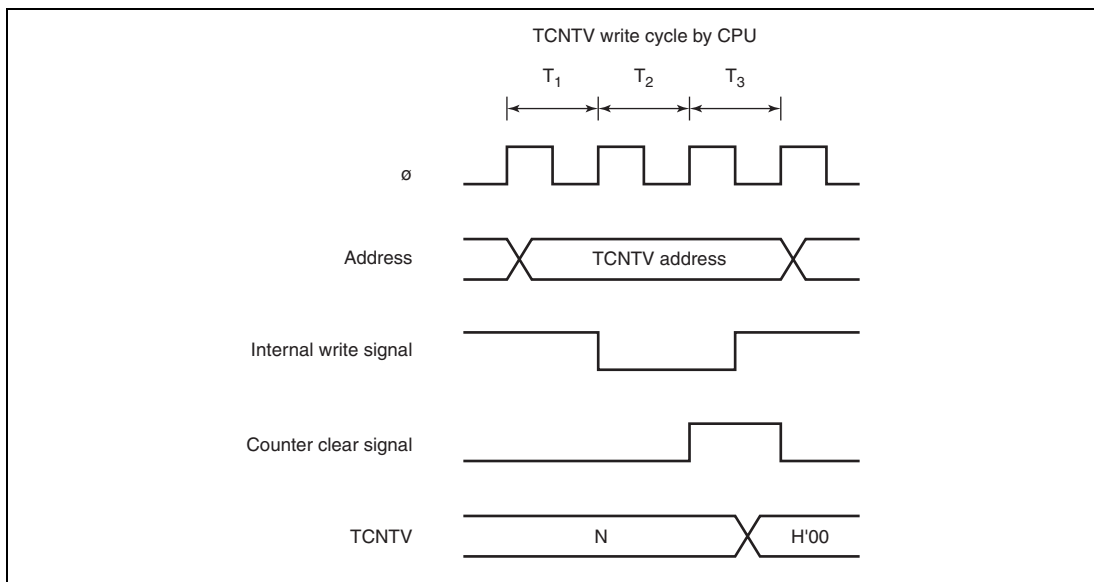 TCNTV write cycle by CPU
T1 T2 T3
ø
Address TCNTV address
Internal write signal
Counter clear signal
TCNTV N H'00